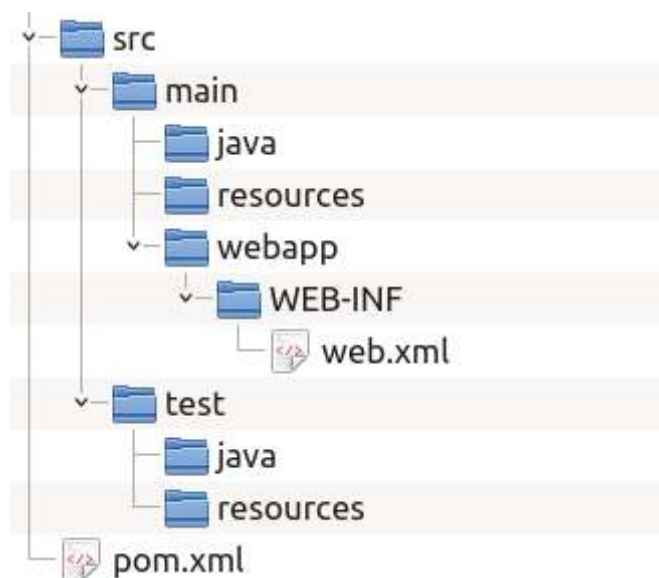 src
main
java
resources
webapp
WEB-INF
web.xml
test
java
resources
pom.xml